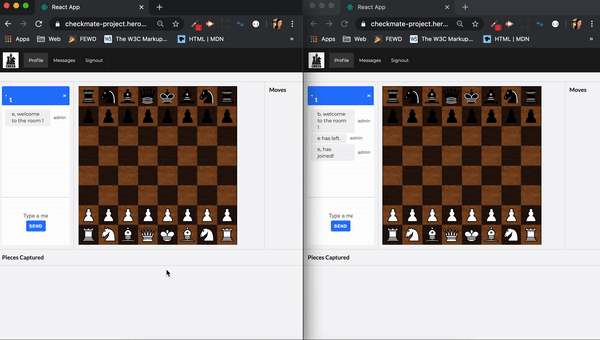 React App
checkmate-project.hero...
Apps
Web
FEWD
The W3C Markup...
HTML | MDN
»
Profile
Messages
Signout
1
e, welcome
to the room 1
admin
Type a me
SEND
Moves
Pieces Captured
React App
checkmate-project.her...
Apps
Web
FEWD
The W3C Markup...
HTML | MDN
»
Profile
Messages
Signout
1
b, welcome
to the room
1
admin
e has left.
admin
e, has
joined!
admin
Type a me
SEND
Moves
Pieces Captured